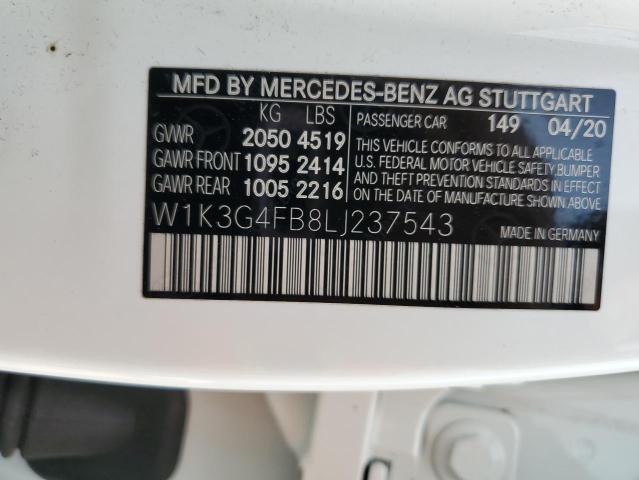 MFD BY MERCEDES-BENZ AG STUTTGART
KG LBS PASSENGER CAR 149 04/20
GVWR 2050 4519
GAWR FRONT 1095 2414
GAWR REAR 1005 2216
THIS VEHICLE CONFORMS TO ALL APPLICABLE
U.S. FEDERAL MOTOR VEHICLE SAFETY, BUMPER
AND THEFT PREVENTION STANDARDS IN EFFECT
ON THE DATE OF MANUFACTURE SHOWN ABOVE.
W1K3G4FB8LJ237543
MADE IN GERMANY